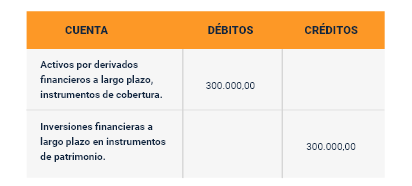 CUENTA DÉBITOS CRÉDITOS
Activos por derivados
financieros a largo plazo,
instrumentos de cobertura.
300.000,00
Inversiones financieras a
largo plazo en instrumentos
de patrimonio.
300.000,00